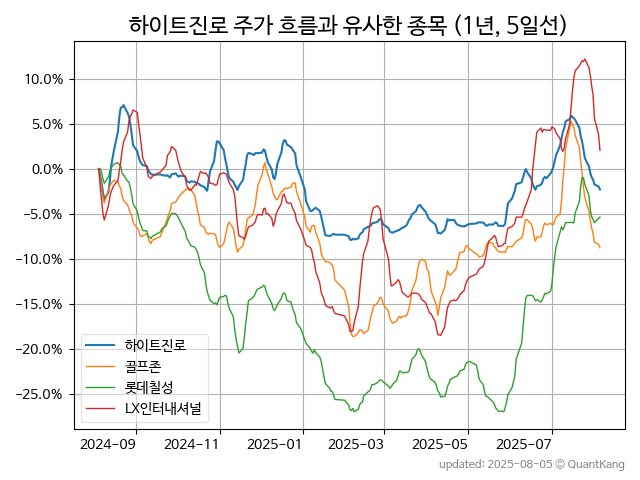 하이트진로 주가 흐름과 유사한 종목 (1년, 5일선)
10.0%
5.0%
0.0%
−5.0%
−10.0%
−15.0%
−20.0%
−25.0%
하이트진로
골프존
롯데칠성
LX인터내셔널
2024-09 2024-11 2025-01 2025-03 2025-05 2025-07
updated: 2025-08-05 © QuantKang